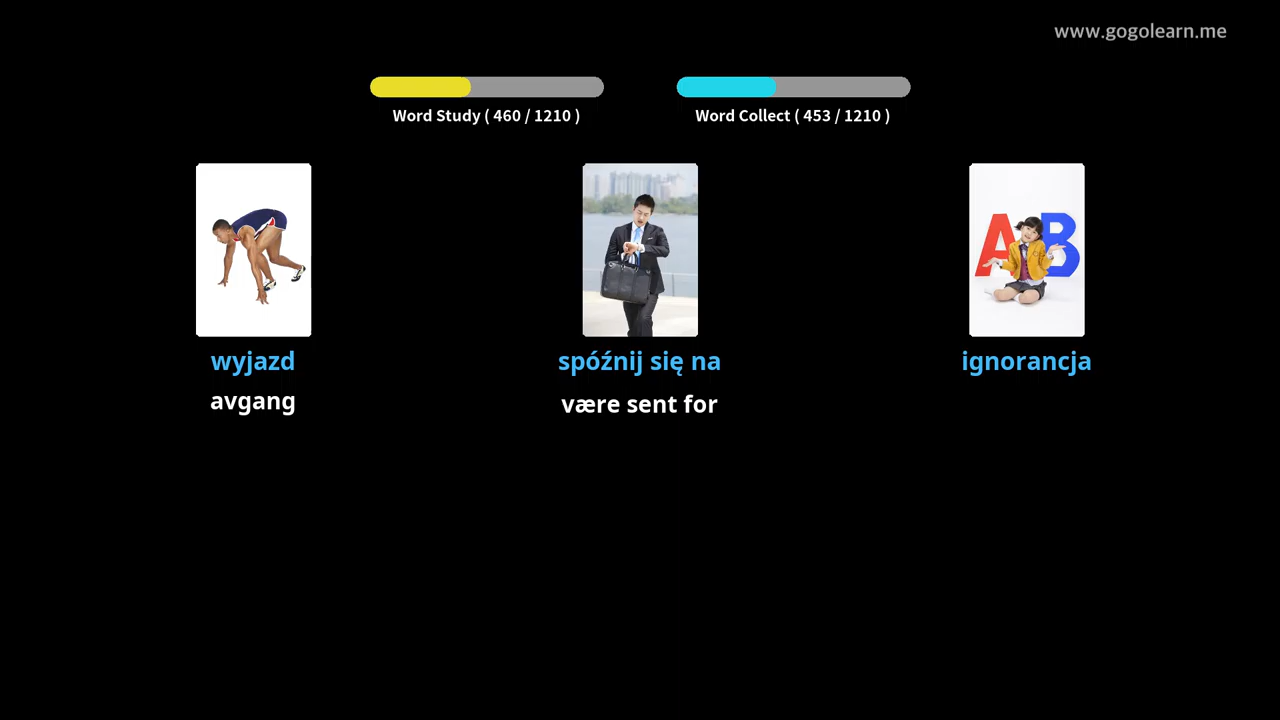 www.gogolearn.me
Word Study ( 460 / 1210 )
Word Collect ( 453 / 1210 )
A B
wyjazd
spóźnij się na
ignorancja
avgang
være sent for